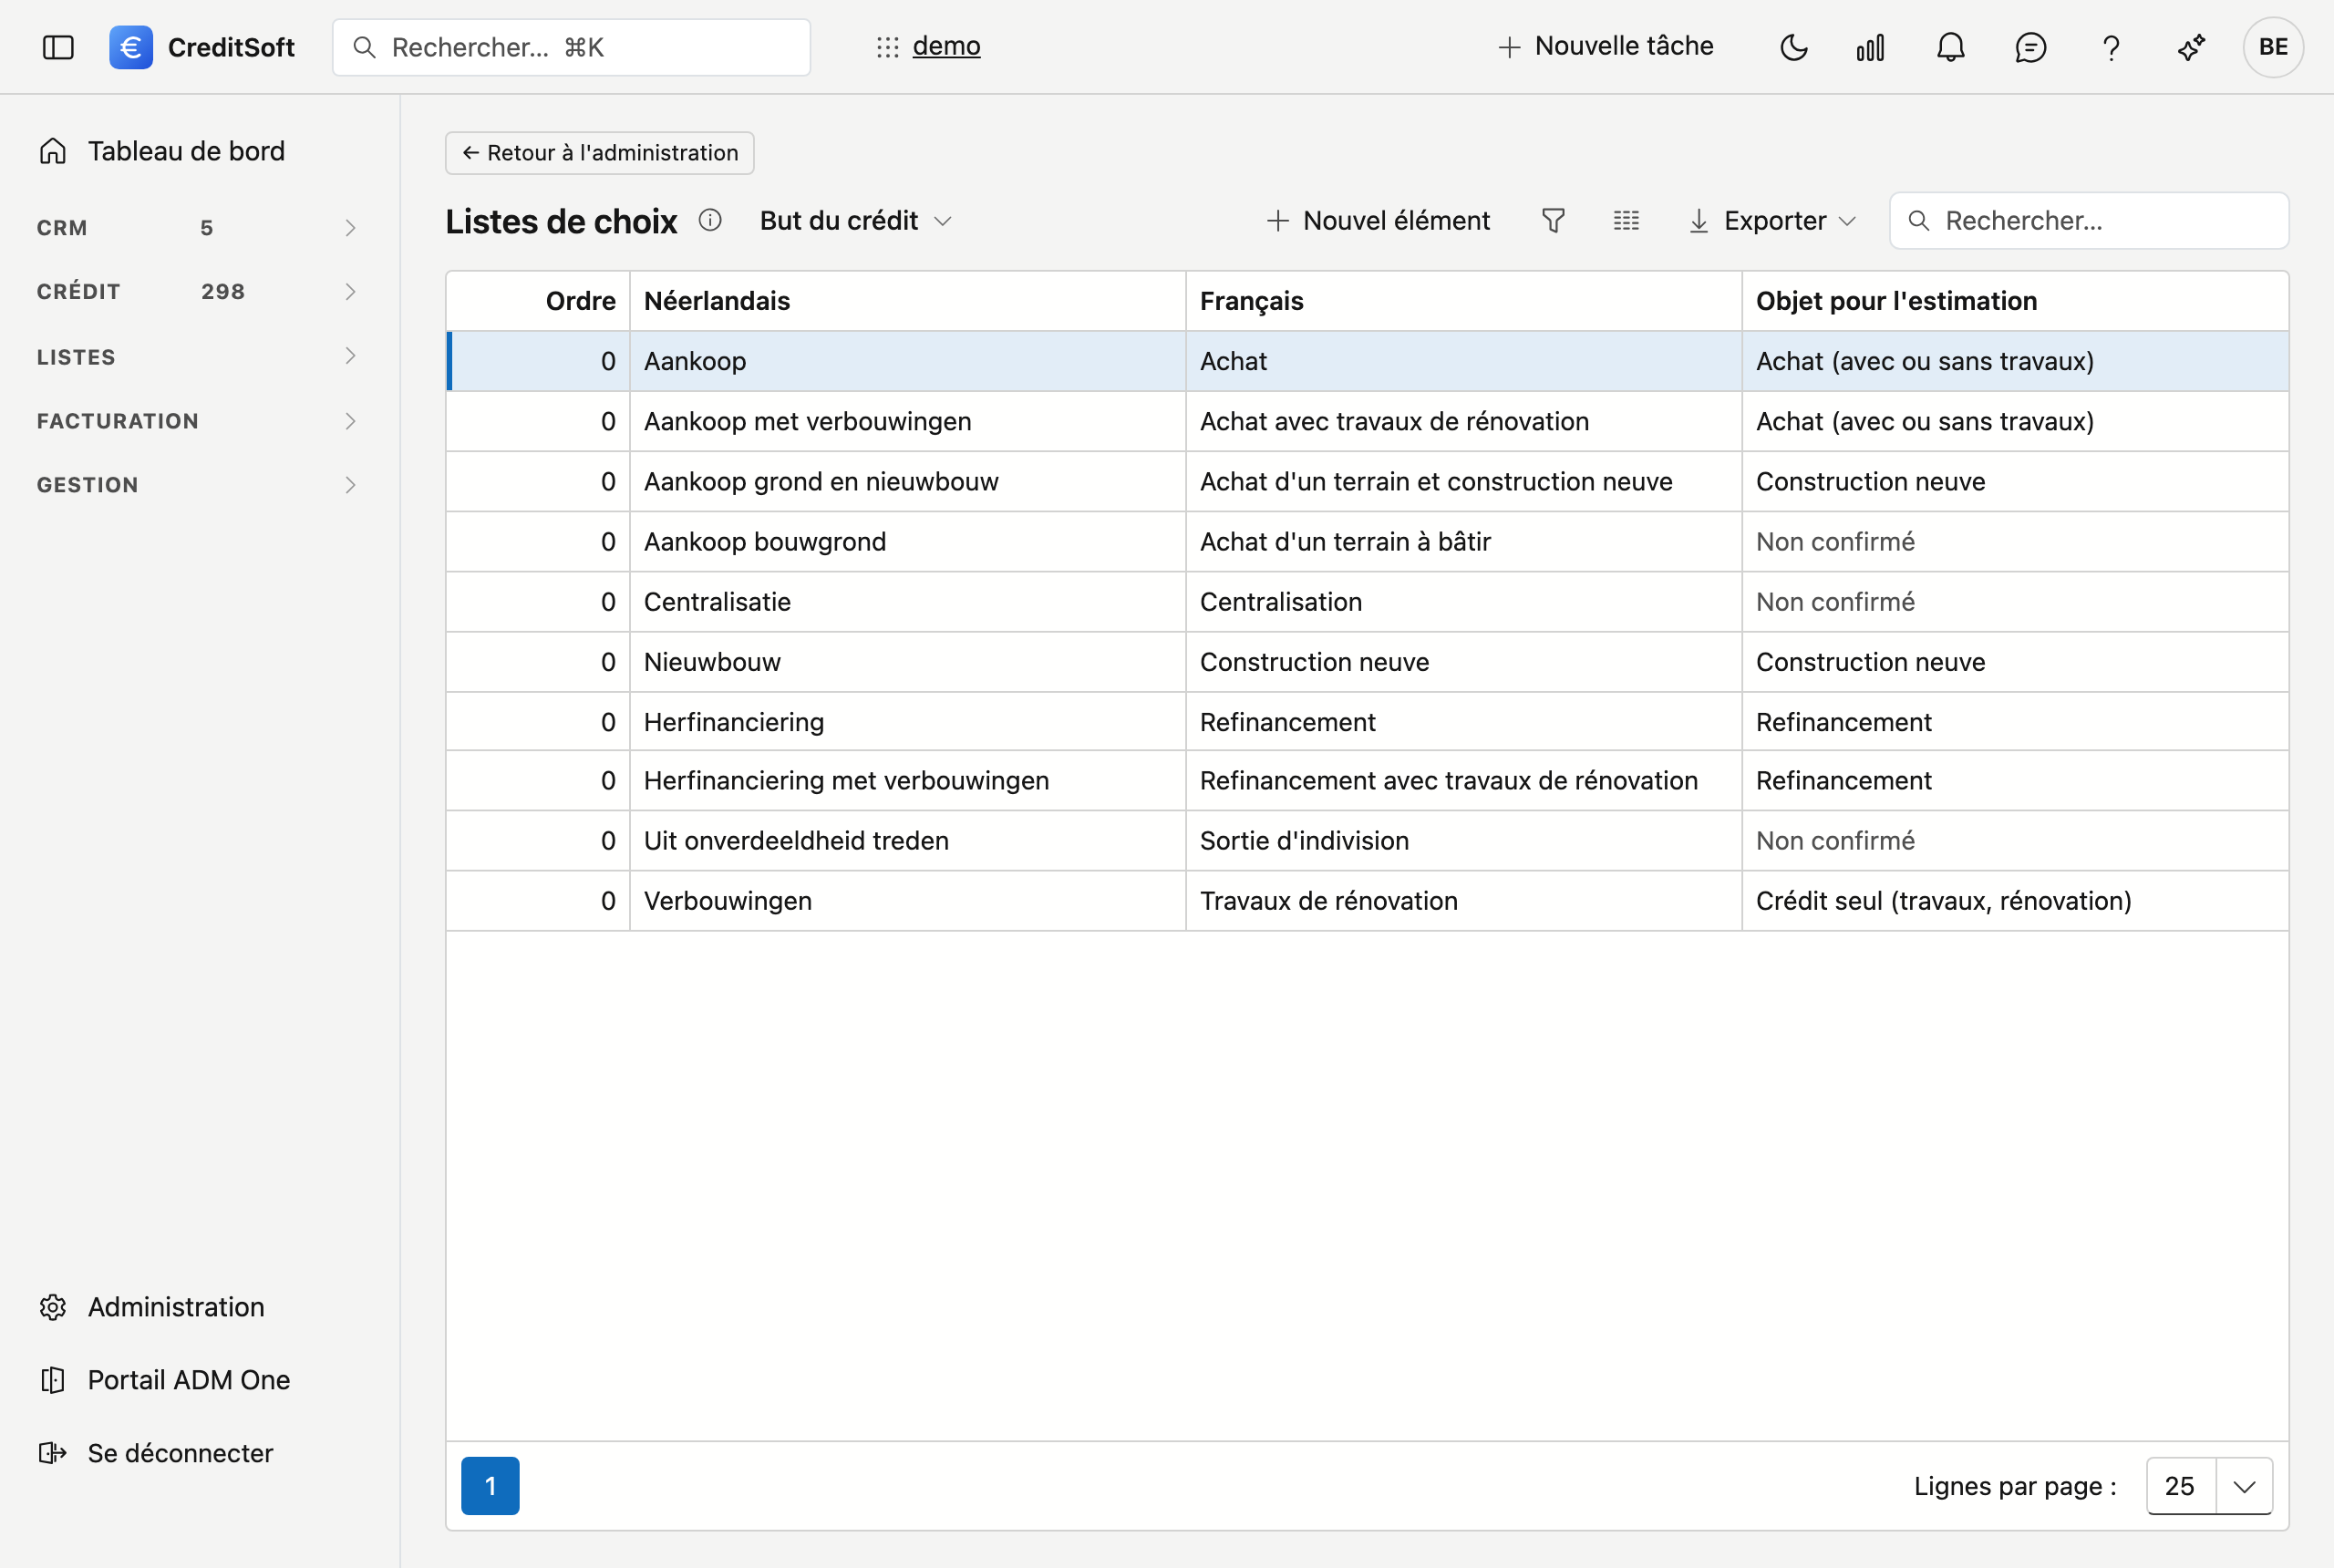 CreditSoft
Rechercher... ⌘K
demo
Nouvelle tâche
BE
Tableau de bord
CRM 5
CRÉDIT 298
LISTES
FACTURATION
GESTION
Administration
Portail ADM One
Se déconnecter
← Retour à l'administration
Listes de choix
But du crédit
Nouvel élément
Exporter
Rechercher...
Ordre Néerlandais Français Objet pour l'estimation
0 Aankoop Achat Achat (avec ou sans travaux)
0 Aankoop met verbouwingen Achat avec travaux de rénovation Achat (avec ou sans travaux)
0 Aankoop grond en nieuwbouw Achat d'un terrain et construction neuve Construction neuve
0 Aankoop bouwgrond Achat d'un terrain à bâtir Non confirmé
0 Centralisatie Centralisation Non confirmé
0 Nieuwbouw Construction neuve Construction neuve
0 Herfinanciering Refinancement Refinancement
0 Herfinanciering met verbouwingen Refinancement avec travaux de rénovation Refinancement
0 Uit onverdeeldheid treden Sortie d'indivision Non confirmé
0 Verbouwingen Travaux de rénovation Crédit seul (travaux, rénovation)
1
Lignes par page : 25